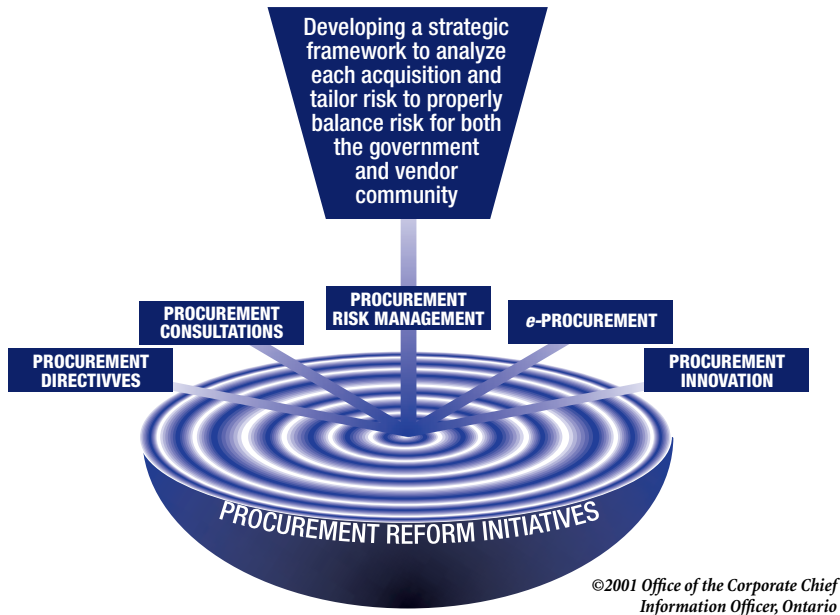 Developing a strategic
framework to analyze
each acquisition and
tailor risk to properly
balance risk for both
the government
and vendor
community
PROCUREMENT
DIRECTIVVES
PROCUREMENT
CONSULTATIONS
PROCUREMENT
RISK MANAGEMENT
e-PROCUREMENT
PROCUREMENT
INNOVATION
PROCUREMENT REFORM INITIATIVES
©2001 Office of the Corporate Chief
Information Officer, Ontario